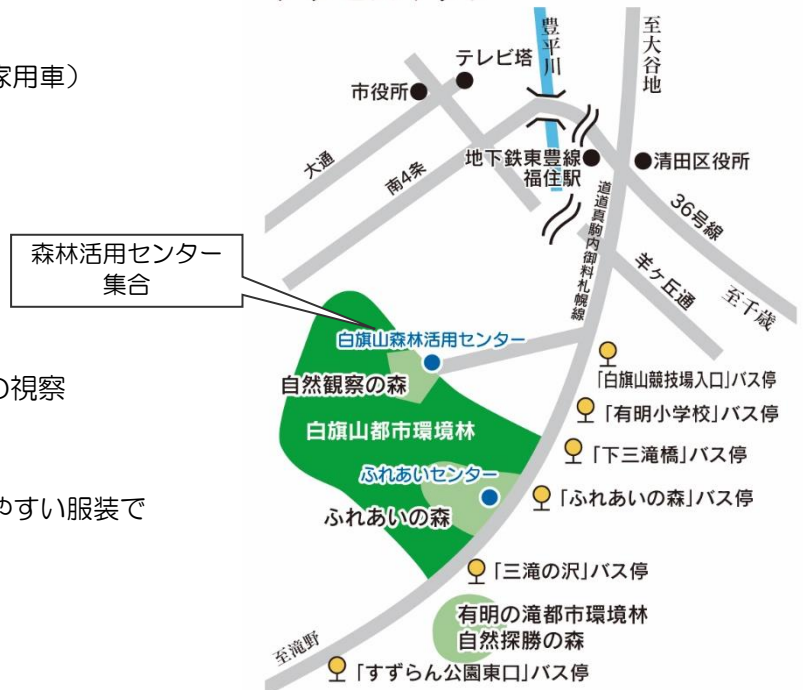 家用車）
の視察
やすい服装で
森林活用センター
集合
豊平川
至大谷地
テレビ塔
市役所
大通
南4条
地下鉄東豊線
福住駅
清田区役所
道道真駒内御料札幌線
36号線
羊ケ丘通
至千歳
白旗山森林活用センター
自然観察の森
白旗山都市環境林
ふれあいセンター
ふれあいの森
「白旗山競技場入口」バス停
「有明小学校」バス停
「下三滝橋」バス停
「ふれあいの森」バス停
「三滝の沢」バス停
有明の滝都市環境林
自然探勝の森
至滝野
「すずらん公園東口」バス停